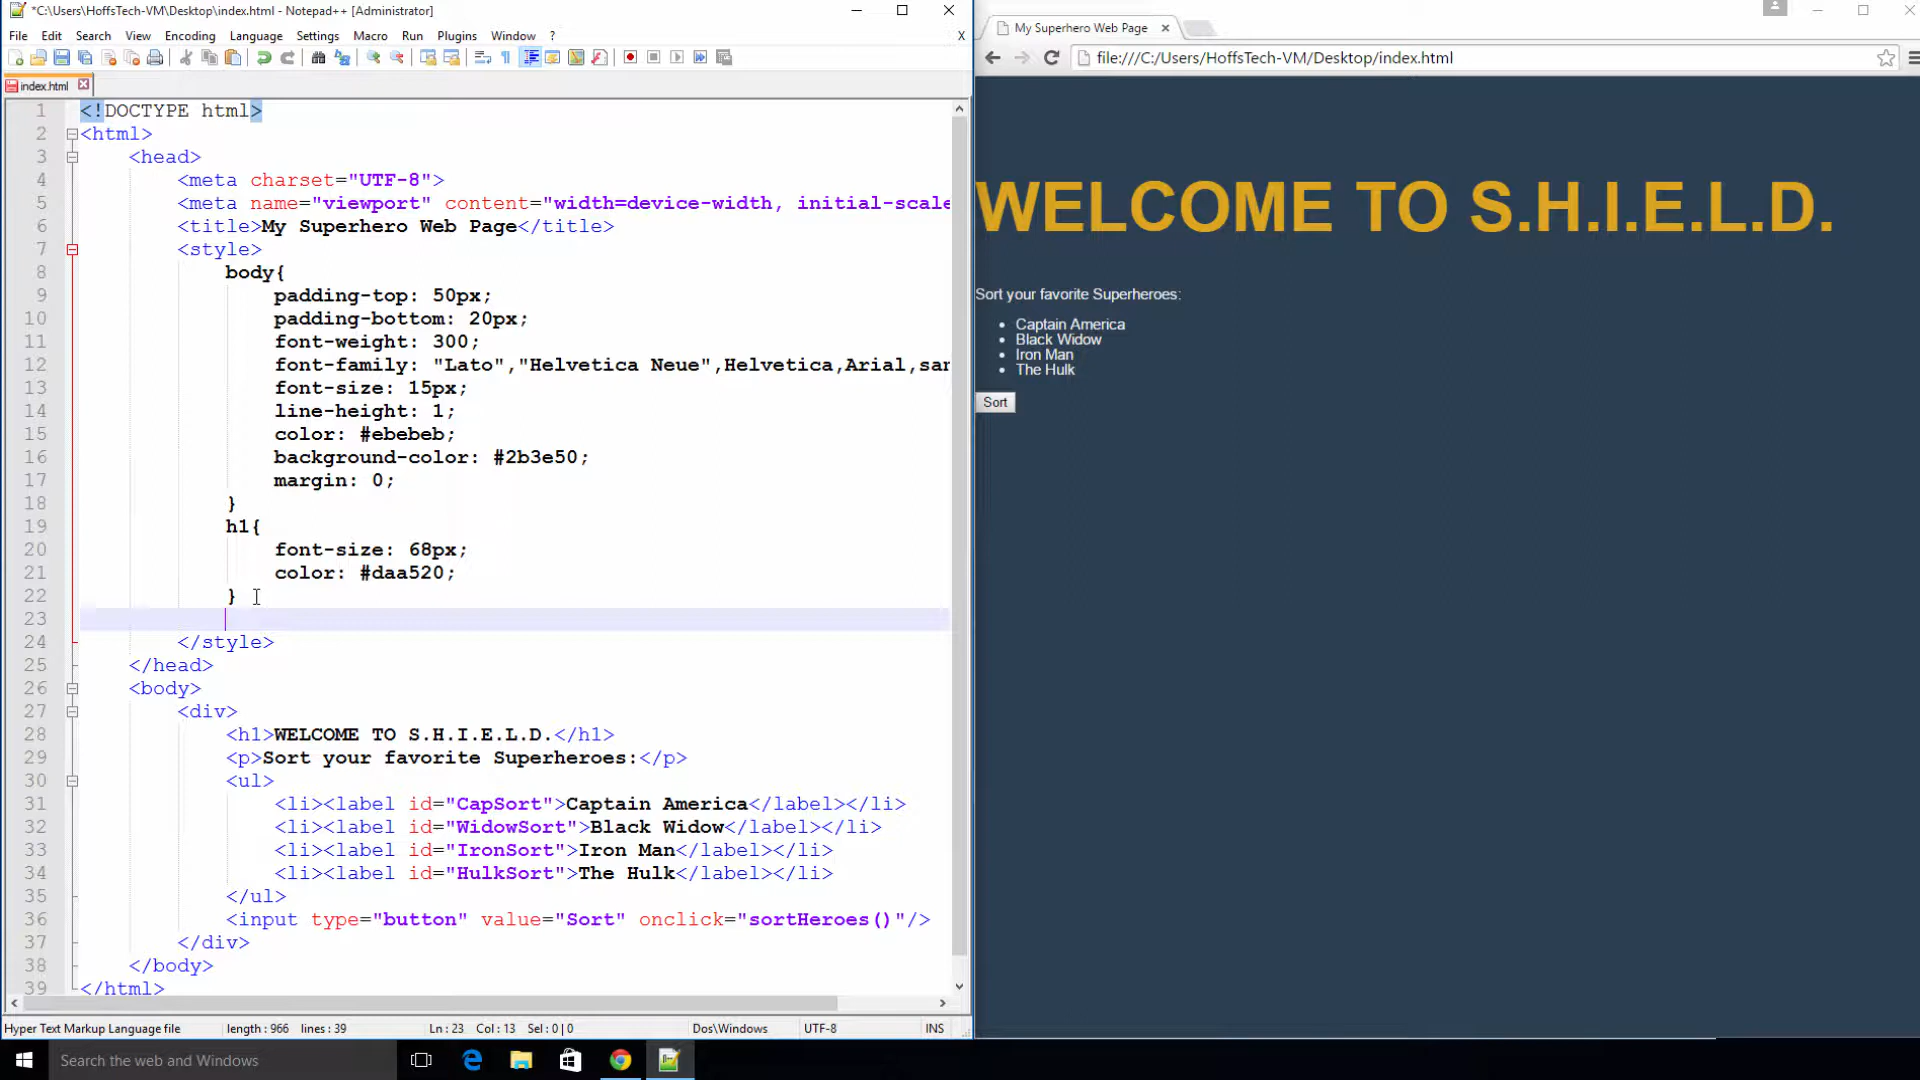 *C:\Users\HoffsTech-VM\Desktop\index.html - Notepad++ [Administrator]
File Edit Search View Encoding Language Settings Macro Run Plugins Window ? X
index.html
1 <!DOCTYPE html>
2 <html>
3 <head>
4 <meta charset="UTF-8">
5 <meta name="viewport" content="width=device-width, initial-scale
6 <title>My Superhero Web Page</title>
7 <style>
8 body{
9 padding-top: 50px;
10 padding-bottom: 20px;
11 font-weight: 300;
12 font-family: "Lato","Helvetica Neue",Helvetica,Arial,san
13 font-size: 15px;
14 line-height: 1;
15 color: #ebebeb;
16 background-color: #2b3e50;
17 margin: 0;
18 }
19 h1{
20 font-size: 68px;
21 color: #daa520;
22 }
23
24 </style>
25 </head>
26 <body>
27 <div>
28 <h1>WELCOME TO S.H.I.E.L.D.</h1>
29 <p>Sort your favorite Superheroes:</p>
30 <ul>
31 <li><label id="CapSort">Captain America</label></li>
32 <li><label id="WidowSort">Black Widow</label></li>
33 <li><label id="IronSort">Iron Man</label></li>
34 <li><label id="HulkSort">The Hulk</label></li>
35 </ul>
36 <input type="button" value="Sort" onclick="sortHeroes()"/>
37 </div>
38 </body>
39 </html>
Hyper Text Markup Language file length : 966 lines : 39 Ln : 23 Col : 13 Sel : 0 | 0 Dos\Windows UTF-8 INS
My Superhero Web Page
file:///C:/Users/HoffsTech-VM/Desktop/index.html
WELCOME TO S.H.I.E.L.D.
Sort your favorite Superheroes:
• Captain America
• Black Widow
• Iron Man
• The Hulk
Sort
Search the web and Windows